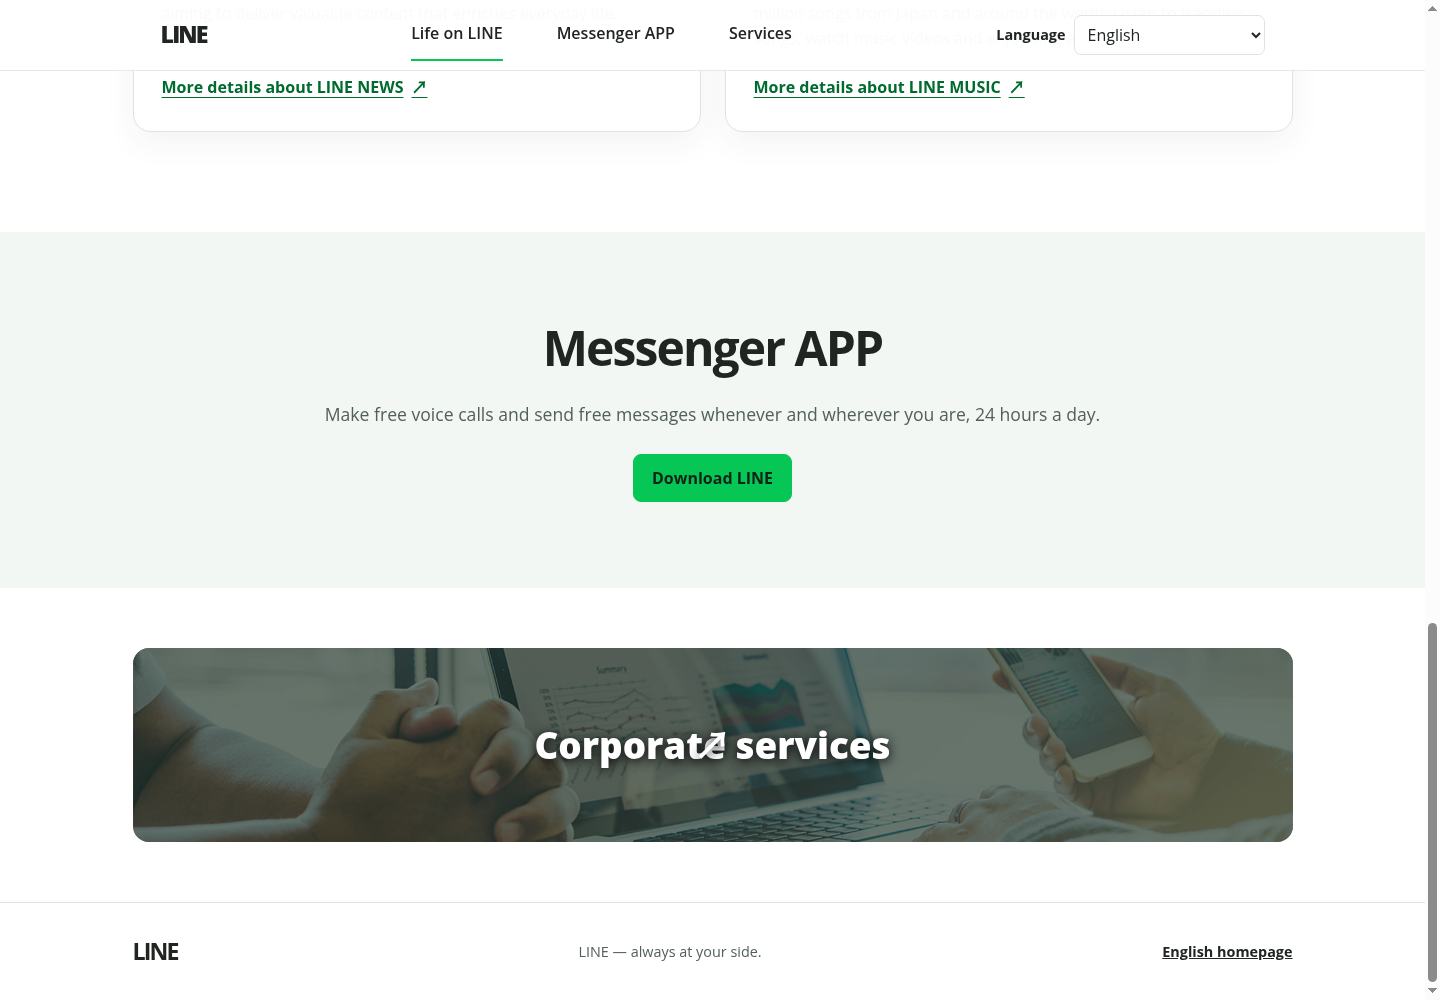 LINE
Life on LINE
Messenger APP
Services
Language
English
More details about LINE NEWS ↗
More details about LINE MUSIC ↗
Messenger APP
Make free voice calls and send free messages whenever and wherever you are, 24 hours a day.
Download LINE
Summary
Corporate services
↗
LINE
LINE — always at your side.
English homepage